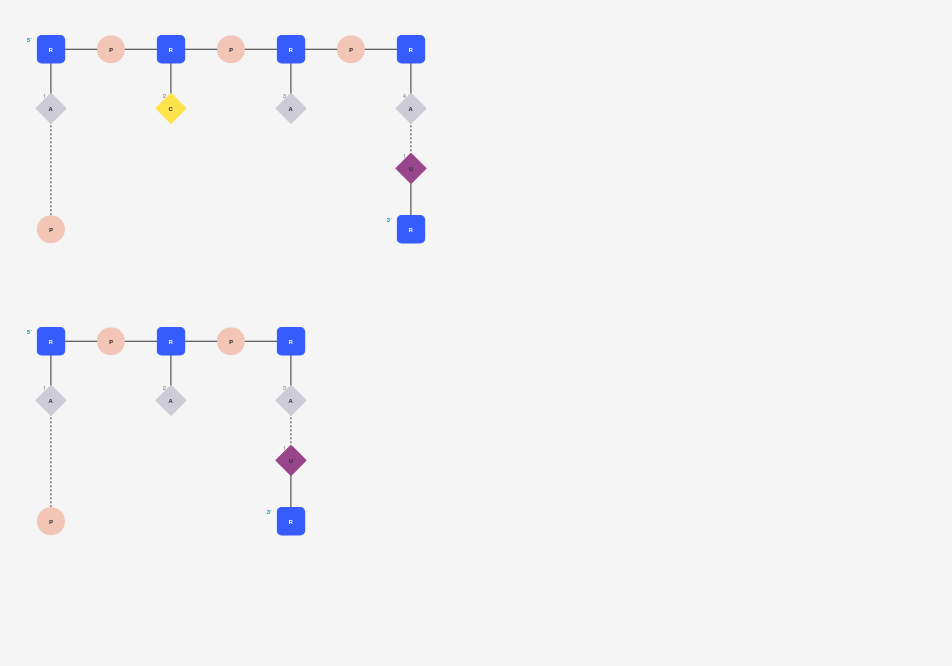 5' R P R P R P R
1 A 2 C 3 A 4 A
1 U
P 3' R
5' R P R P R
1 A 2 A 3 A
1 U
P 3' R